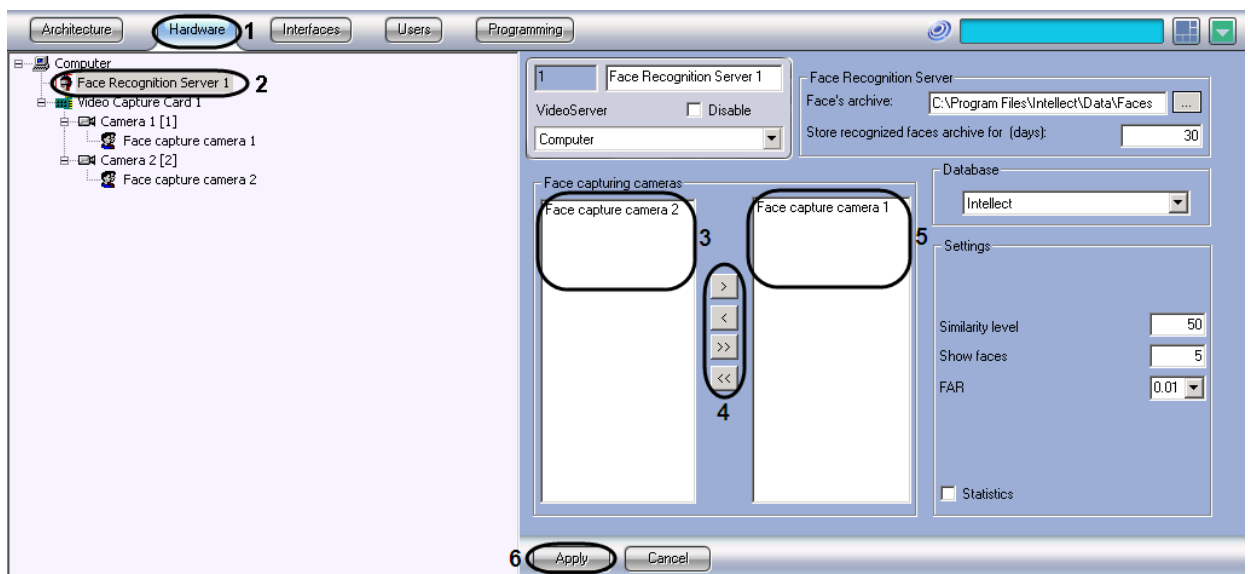 Architecture Hardware 1 Interfaces Users Programming
Computer
Face Recognition Server 1 2
Video Capture Card 1
Camera 1 [1]
Face capture camera 1
Camera 2 [2]
Face capture camera 2
1 Face Recognition Server 1
VideoServer Disable
Computer
Face Recognition Server
Face's archive: C:\Program Files\Intellect\Data\Faces ...
Store recognized faces archive for (days): 30
Face capturing cameras
Face capture camera 2
3
>
<
>>
<<
4
Face capture camera 1
5
Database
Intellect
Settings
Similarity level 50
Show faces 5
FAR 0.01
Statistics
6 Apply Cancel